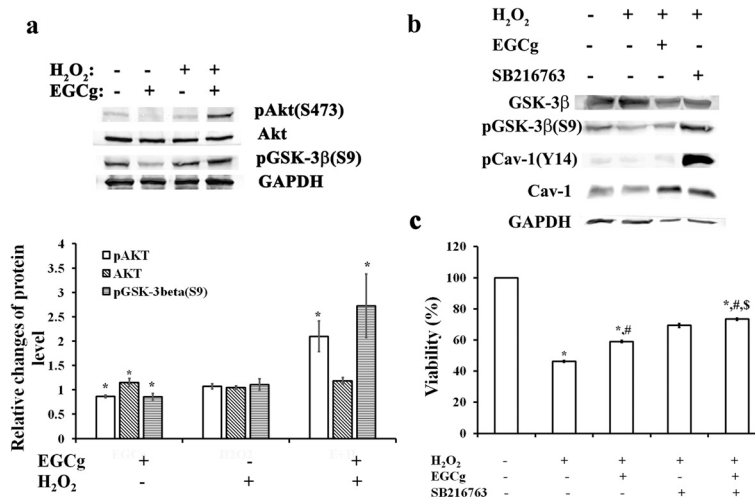 a
H2O2: - - + +
EGCg: - + - +
pAkt(S473)
Akt
pGSK-3β(S9)
GAPDH
Relative changes of protein level
4
3.5
3
2.5
2
1.5
1
0.5
0
pAKT
AKT
pGSK-3beta(S9)
* * * * *
EGCg + - +
H2O2 - + +
b
H2O2 - + + +
EGCg +
SB216763 +
GSK-3β
pGSK-3β(S9)
pCav-1(Y14)
Cav-1
GAPDH
c
Viability (%)
120
100
80
60
40
20
0
*
*,#
*,#,$
H2O2 - + + + +
EGCg - - + - +
SB216763 - - - + +